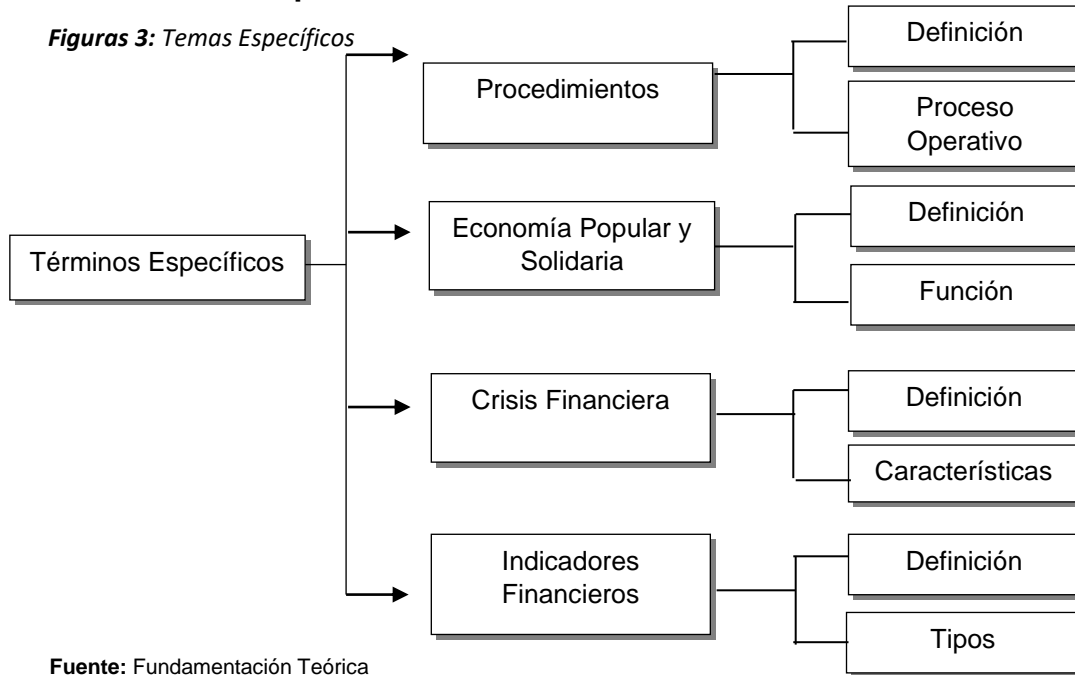 Figuras 3: Temas Específicos
Términos Específicos
Procedimientos
Definición
Proceso
Operativo
Economía Popular y
Solidaria
Definición
Función
Crisis Financiera
Definición
Características
Indicadores
Financieros
Definición
Tipos
Fuente: Fundamentación Teórica